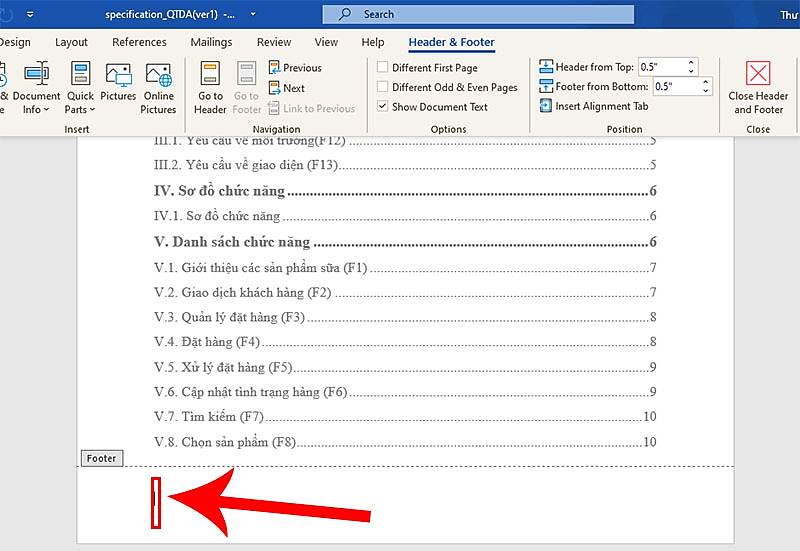 specification_QTDA(ver1) -...
Search
Thư
Design Layout References Mailings Review View Help Header & Footer
& Document Info Quick Parts Pictures Online Pictures
Insert
Go to Header Go to Footer Previous
Next
Link to Previous
Navigation
Different First Page
Different Odd & Even Pages
Show Document Text
Options
Header from Top: 0.5"
Footer from Bottom: 0.5"
Insert Alignment Tab
Position
Close Header and Footer
Close
III.1. Yêu cầu về môi trường(F12) ........ 5
III.2. Yêu cầu về giao diện (F13)........ 5
IV. Sơ đồ chức năng ........ 6
IV.1. Sơ đồ chức năng ........ 6
V. Danh sách chức năng ........ 6
V.1. Giới thiệu các sản phẩm sữa (F1) ........ 7
V.2. Giao dịch khách hàng (F2) ........ 7
V.3. Quản lý đặt hàng (F3)........ 8
V.4. Đặt hàng (F4)........ 8
V.5. Xử lý đặt hàng (F5)........ 9
V.6. Cập nhật tình trạng hàng (F6)........ 9
V.7. Tìm kiếm (F7)........ 10
V.8. Chọn sản phẩm (F8)........ 10
Footer